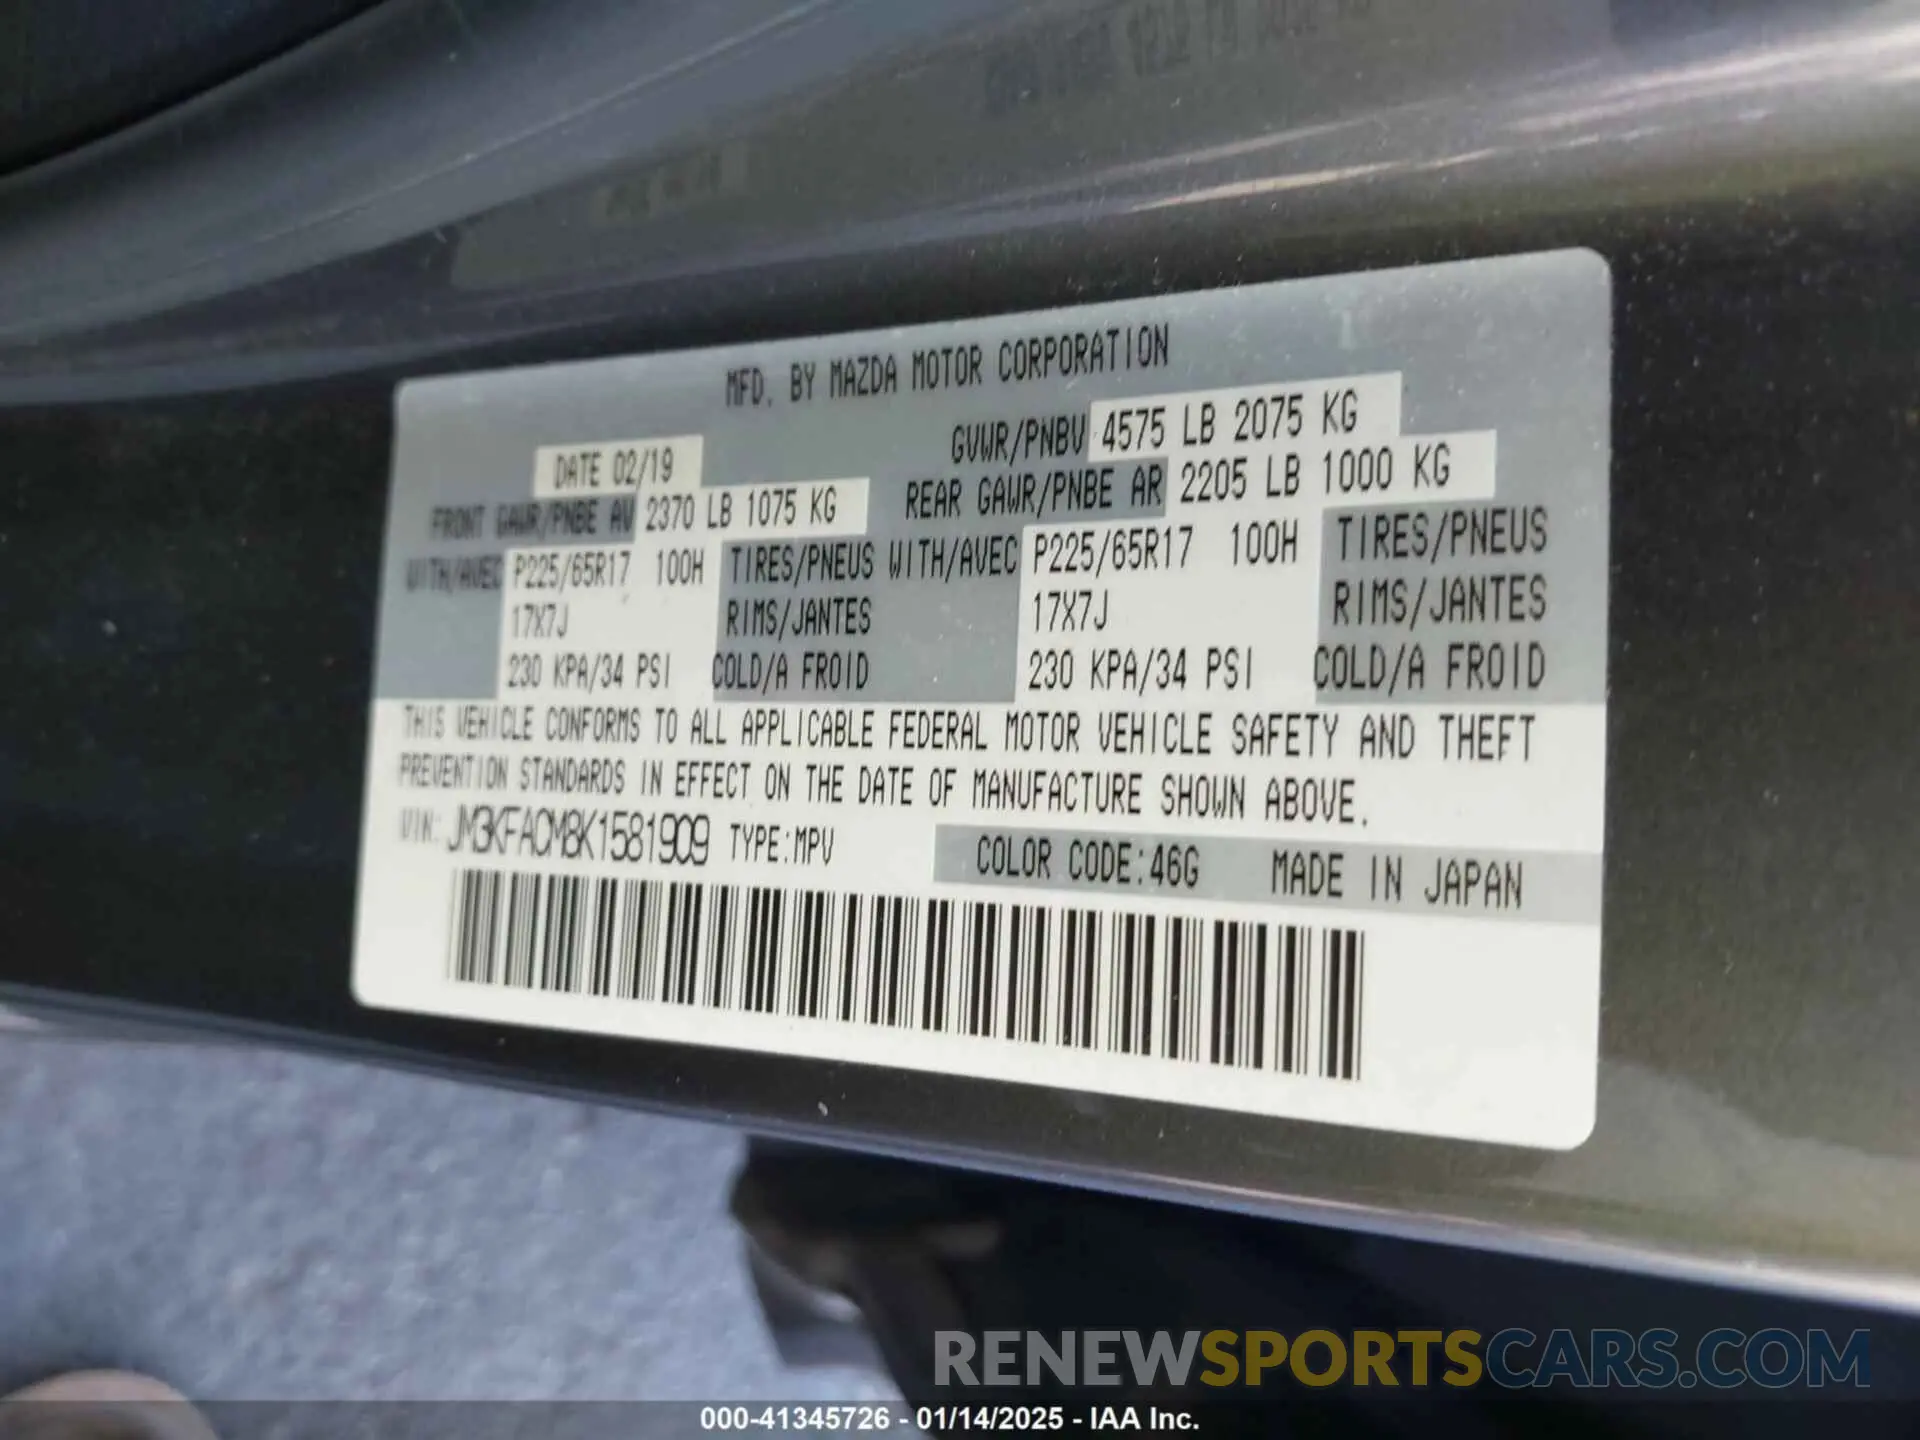 MFD. BY MAZDA MOTOR CORPORATION
DATE 02/19 GVWR/PNBV 4575 LB 2075 KG
FRONT GAWR/PNBE AV 2370 LB 1075 KG REAR GAWR/PNBE AR 2205 LB 1000 KG
WITH/AVEC P225/65R17 100H TIRES/PNEUS WITH/AVEC P225/65R17 100H TIRES/PNEUS
17X7J RIMS/JANTES 17X7J RIMS/JANTES
230 KPA/34 PSI COLD/A FROID 230 KPA/34 PSI COLD/A FROID
THIS VEHICLE CONFORMS TO ALL APPLICABLE FEDERAL MOTOR VEHICLE SAFETY AND THEFT
PREVENTION STANDARDS IN EFFECT ON THE DATE OF MANUFACTURE SHOWN ABOVE.
VIN: JM3KFACM8K1581909 TYPE:MPV COLOR CODE:46G MADE IN JAPAN
RENEWSPORTSCARS.COM
000-41345726 - 01/14/2025 - IAA Inc.